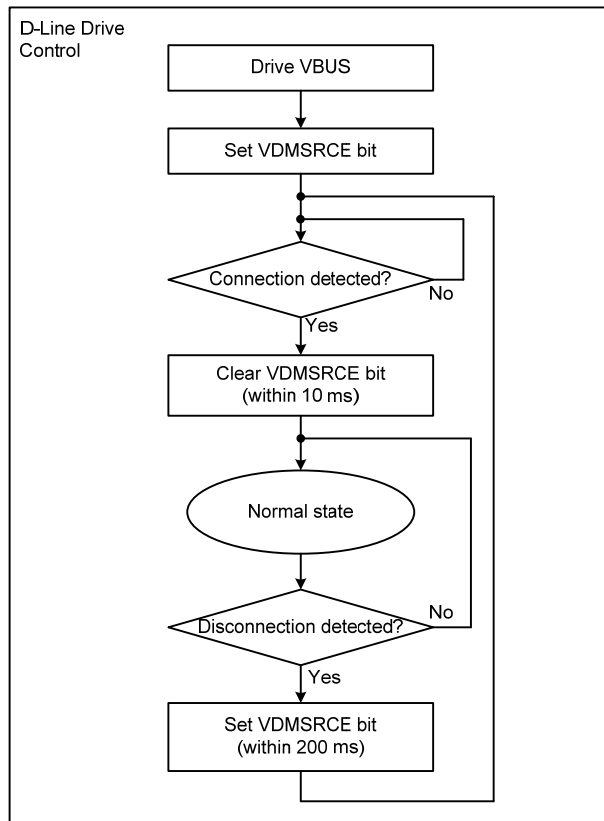 D-Line Drive
Control
Drive VBUS
Set VDMSRCE bit
Connection detected?
No
Yes
Clear VDMSRCE bit
(within 10 ms)
Normal state
Disconnection detected?
No
Yes
Set VDMSRCE bit
(within 200 ms)